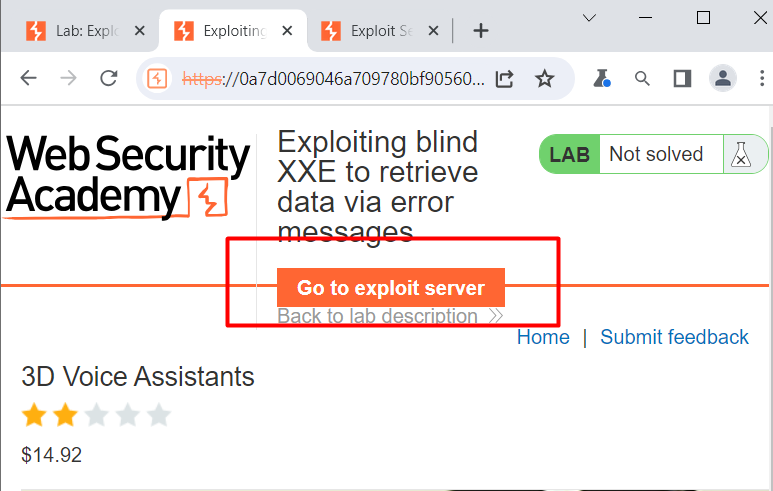 Lab: Explo
Exploiting
Exploit Se
https://0a7d0069046a709780bf90560...
Web Security
Academy
Exploiting blind
XXE to retrieve
data via error
messages
LAB Not solved
Go to exploit server
Back to lab description
Home | Submit feedback
3D Voice Assistants
$14.92